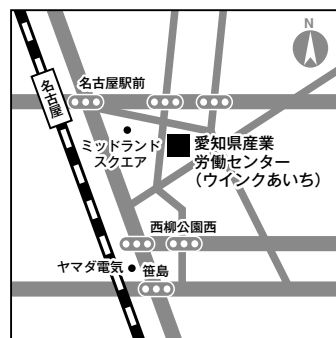 N
名古屋
名古屋駅前
ミッドランド
スクエア
愛知県産業
労働センター
（ウインクあいち）
西柳公園西
ヤマダ電気
笹島